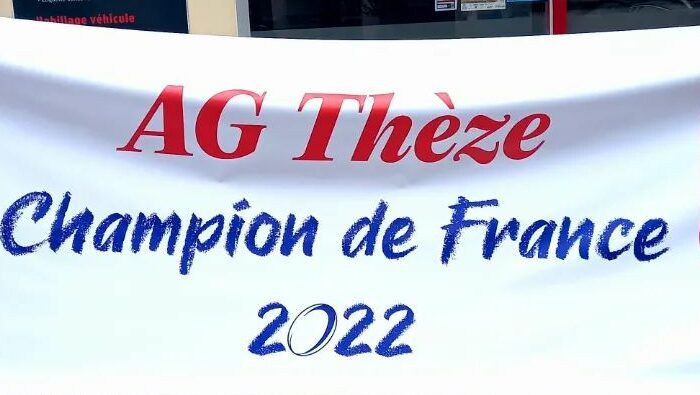 Habillage véhicule
AG Thèze
Champion de France
2022